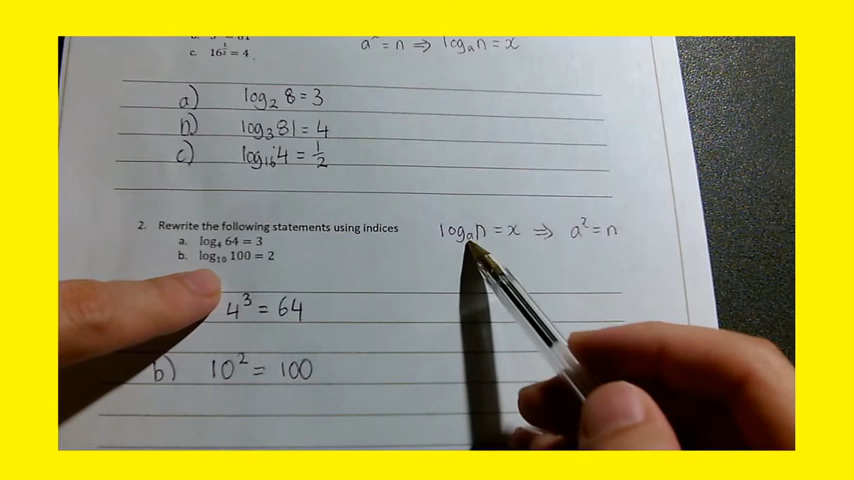 c. 16^½ = 4
log_a n = x
a) log₂ 8 = 3
b) log₃ 81 = 4
c) log₁₆ 4 = ½
2. Rewrite the following statements using indices
a. log₄ 64 = 3
b. log₁₀ 100 = 2
log_a n = x ⇒ a² = n
4³ = 64
b) 10² = 100